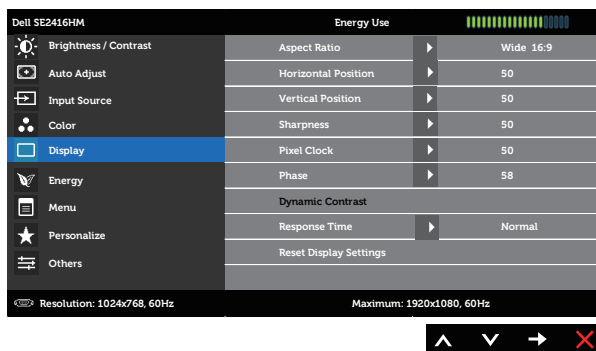 Dell SE2416HM Energy Use
Brightness / Contrast
Auto Adjust
Input Source
Color
Display
Energy
Menu
Personalize
Others
Aspect Ratio Wide 16:9
Horizontal Position 50
Vertical Position 50
Sharpness 50
Pixel Clock 50
Phase 58
Dynamic Contrast
Response Time Normal
Reset Display Settings
Resolution: 1024x768, 60Hz Maximum: 1920x1080, 60Hz